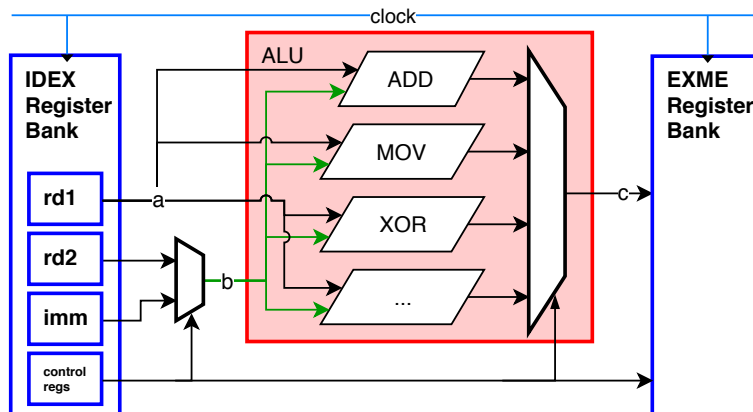 clock
IDEX
Register
Bank
ALU
ADD
EXME
Register
Bank
MOV
rd1
a
c
XOR
rd2
b
imm
...
control
regs